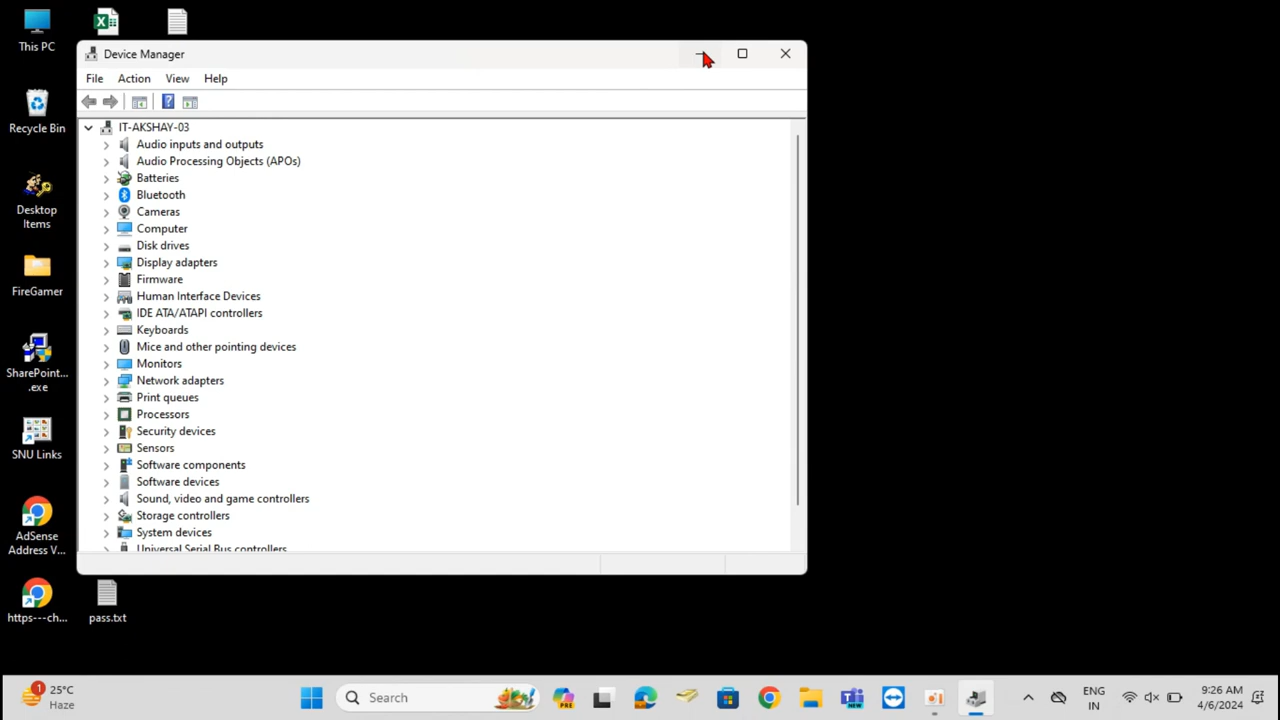 This PC
Recycle Bin
Desktop
Items
FireGamer
SharePoint...
.exe
SNU Links
AdSense
Address V...
https---ch...
pass.txt
Device Manager
File Action View Help
IT-AKSHAY-03
Audio inputs and outputs
Audio Processing Objects (APOs)
Batteries
Bluetooth
Cameras
Computer
Disk drives
Display adapters
Firmware
Human Interface Devices
IDE ATA/ATAPI controllers
Keyboards
Mice and other pointing devices
Monitors
Network adapters
Print queues
Processors
Security devices
Sensors
Software components
Software devices
Sound, video and game controllers
Storage controllers
System devices
Universal Serial Bus controllers
1
25°C
Haze
Search
PRE
NEW
ENG
IN
9:26 AM
4/6/2024